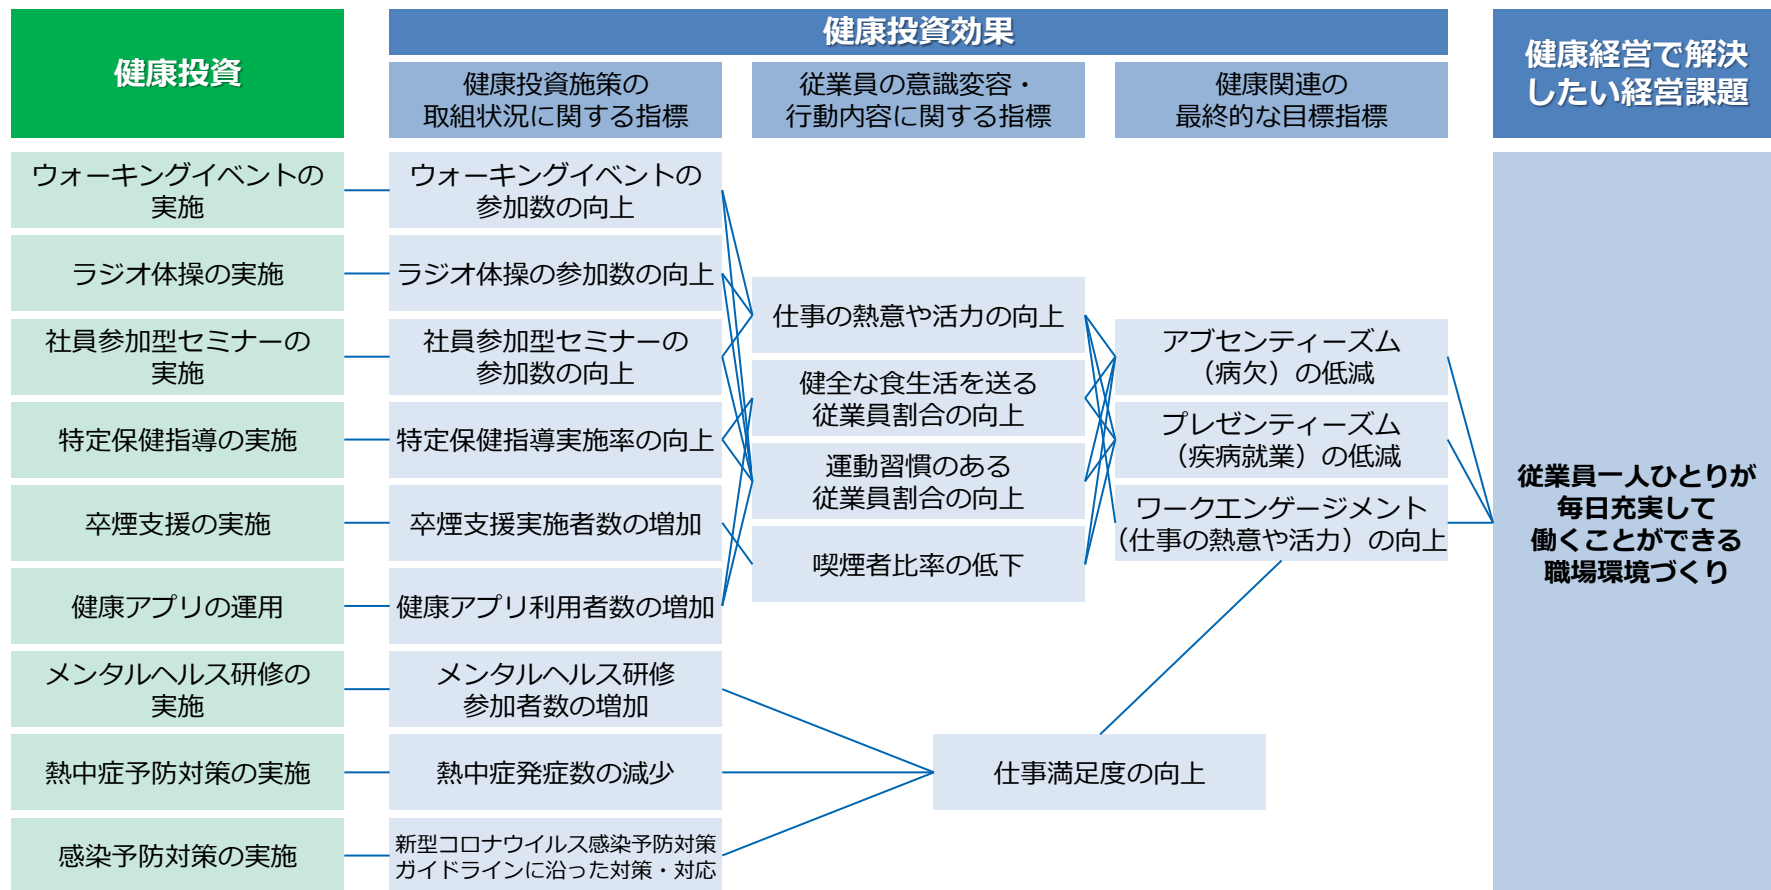 健康投資
健康投資効果
健康経営で解決
したい経営課題
健康投資施策の
取組状況に関する指標
従業員の意識変容・
行動内容に関する指標
健康関連の
最終的な目標指標
ウォーキングイベントの
実施
ラジオ体操の実施
社員参加型セミナーの
実施
特定保健指導の実施
卒煙支援の実施
健康アプリの運用
メンタルヘルス研修の
実施
熱中症予防対策の実施
感染予防対策の実施
ウォーキングイベントの
参加数の向上
ラジオ体操の参加数の向上
社員参加型セミナーの
参加数の向上
特定保健指導実施率の向上
卒煙支援実施者数の増加
健康アプリ利用者数の増加
メンタルヘルス研修
参加者数の増加
熱中症発症数の減少
新型コロナウイルス感染予防対策
ガイドラインに沿った対策・対応
仕事の熱意や活力の向上
健全な食生活を送る
従業員割合の向上
運動習慣のある
従業員割合の向上
喫煙者比率の低下
仕事満足度の向上
アブセンティーズム
（病欠）の低減
プレゼンティーズム
（疾病就業）の低減
ワークエンゲージメント
（仕事の熱意や活力）の向上
従業員一人ひとりが
毎日充実して
働くことができる
職場環境づくり